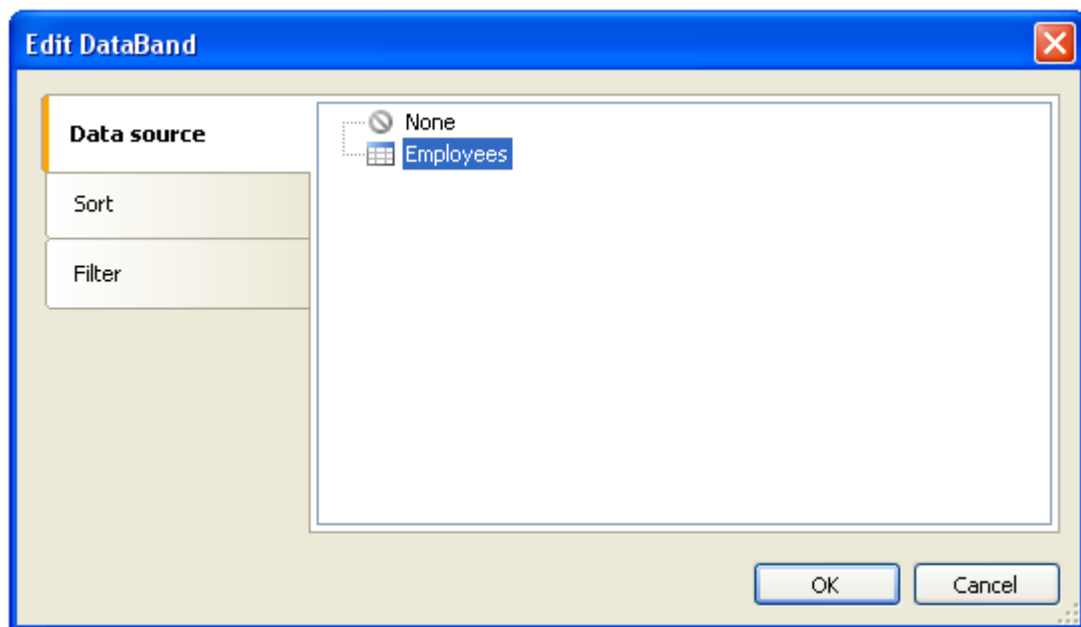 Edit DataBand
Data source
Sort
Filter
None
Employees
OK
Cancel